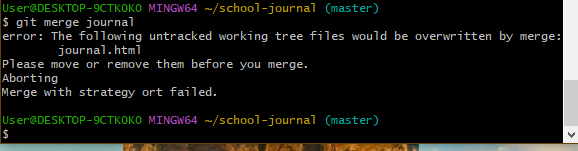 User@DESKTOP-9CTKOKO MINGW64 ~/school-journal (master)
$ git merge journal
error: The following untracked working tree files would be overwritten by merge:
        journal.html
Please move or remove them before you merge.
Aborting
Merge with strategy ort failed.

User@DESKTOP-9CTKOKO MINGW64 ~/school-journal (master)
$